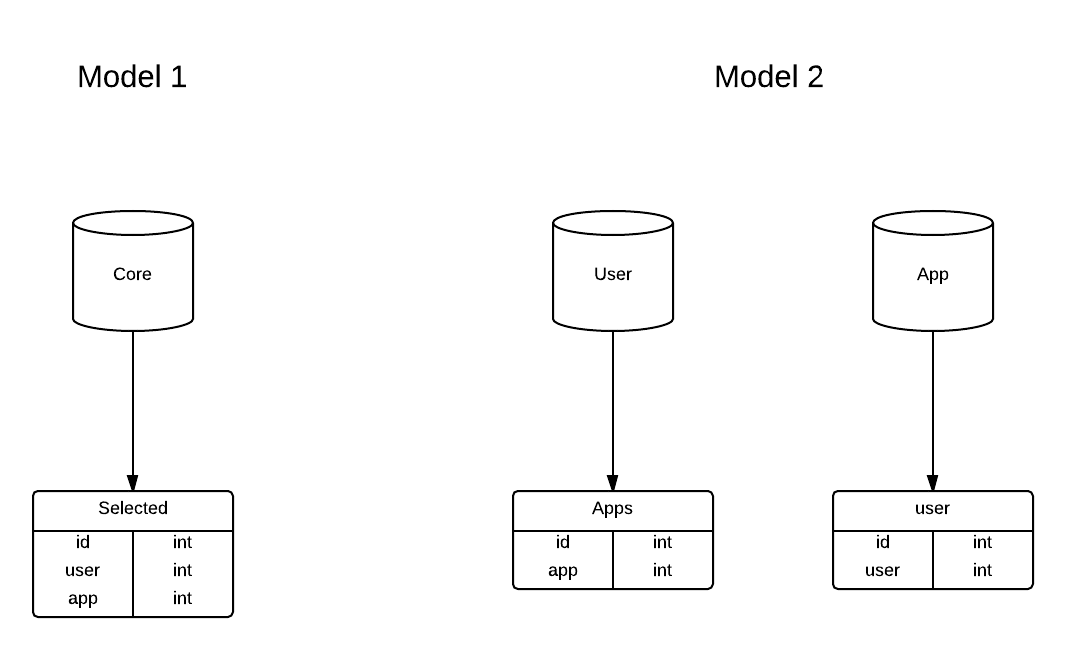 Model 1
Model 2
Core
User
App
Selected
id int
user int
app int
Apps
id int
app int
user
id int
user int